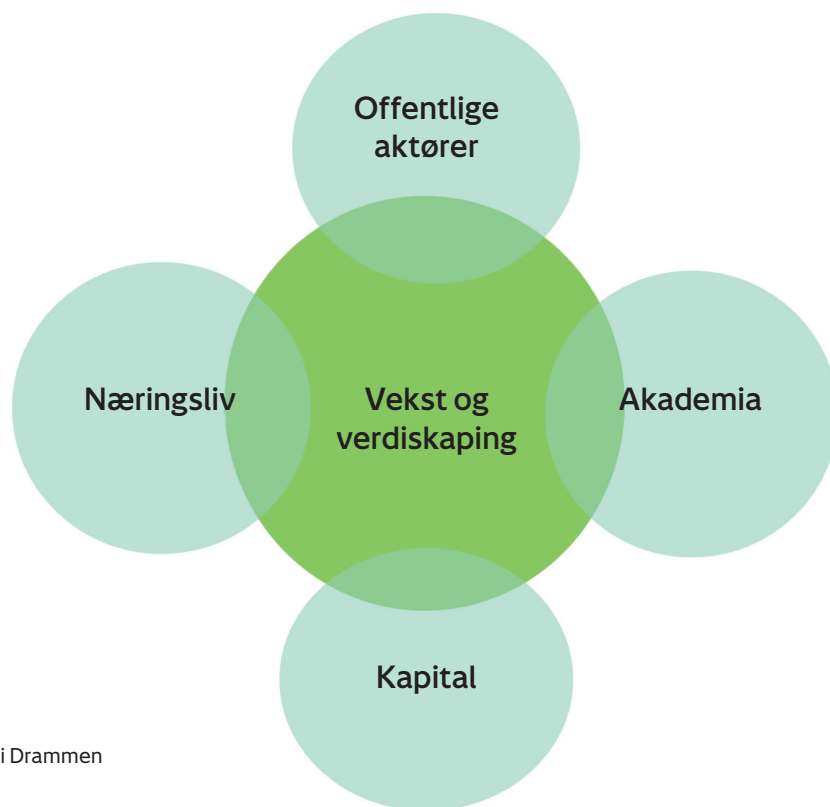 Offentlige
aktører
Næringsliv
Vekst og
verdiskaping
Akademia
Kapital
i Drammen